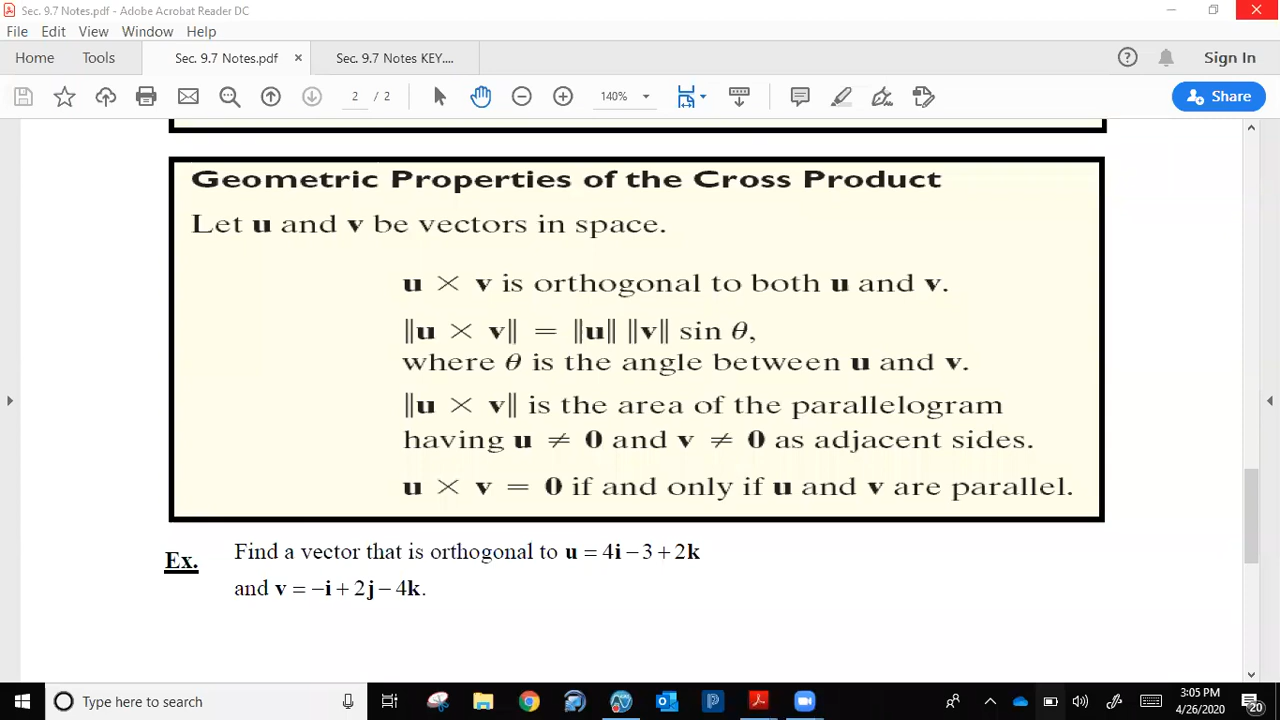 Sec. 9.7 Notes.pdf - Adobe Acrobat Reader DC
File Edit View Window Help
Home Tools Sec. 9.7 Notes.pdf × Sec. 9.7 Notes KEY.... Sign In
2 / 2 140% Share
Geometric Properties of the Cross Product
Let u and v be vectors in space.
u × v is orthogonal to both u and v.
‖u × v‖ = ‖u‖ ‖v‖ sin θ,
where θ is the angle between u and v.
‖u × v‖ is the area of the parallelogram
having u ≠ 0 and v ≠ 0 as adjacent sides.
u × v = 0 if and only if u and v are parallel.
Ex. Find a vector that is orthogonal to u = 4i − 3 + 2k
and v = −i + 2j − 4k.
Type here to search
3:05 PM
4/26/2020
20